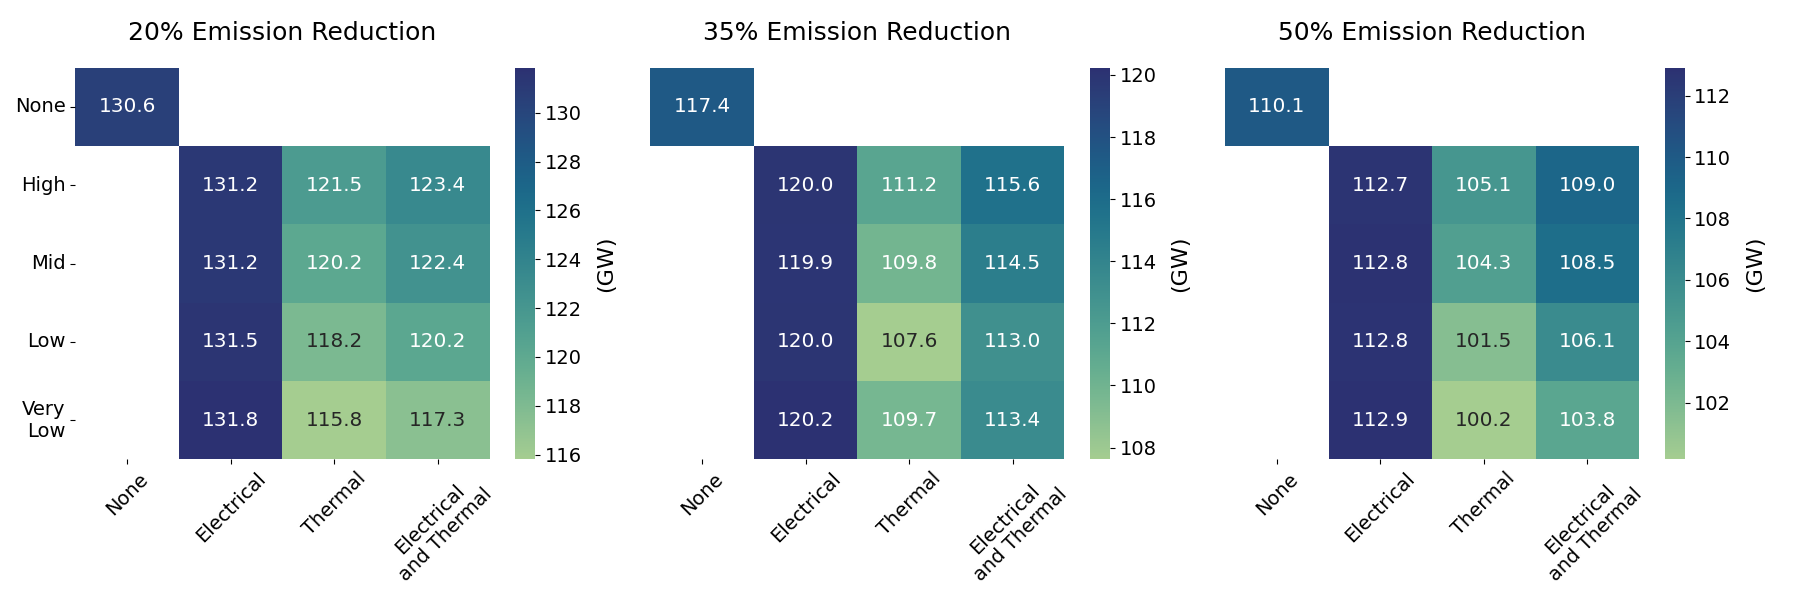 20% Emission Reduction
35% Emission Reduction
50% Emission Reduction
None
High
Mid
Low
Very
Low
130.6
131.2 121.5 123.4
131.2 120.2 122.4
131.5 118.2 120.2
131.8 115.8 117.3
None
Electrical
Thermal
Electrical
and Thermal
130
128
126
124
122
120
118
116
(GW)
117.4
120.0 111.2 115.6
119.9 109.8 114.5
120.0 107.6 113.0
120.2 109.7 113.4
None
Electrical
Thermal
Electrical
and Thermal
120
118
116
114
112
110
108
(GW)
110.1
112.7 105.1 109.0
112.8 104.3 108.5
112.8 101.5 106.1
112.9 100.2 103.8
None
Electrical
Thermal
Electrical
and Thermal
112
110
108
106
104
102
(GW)